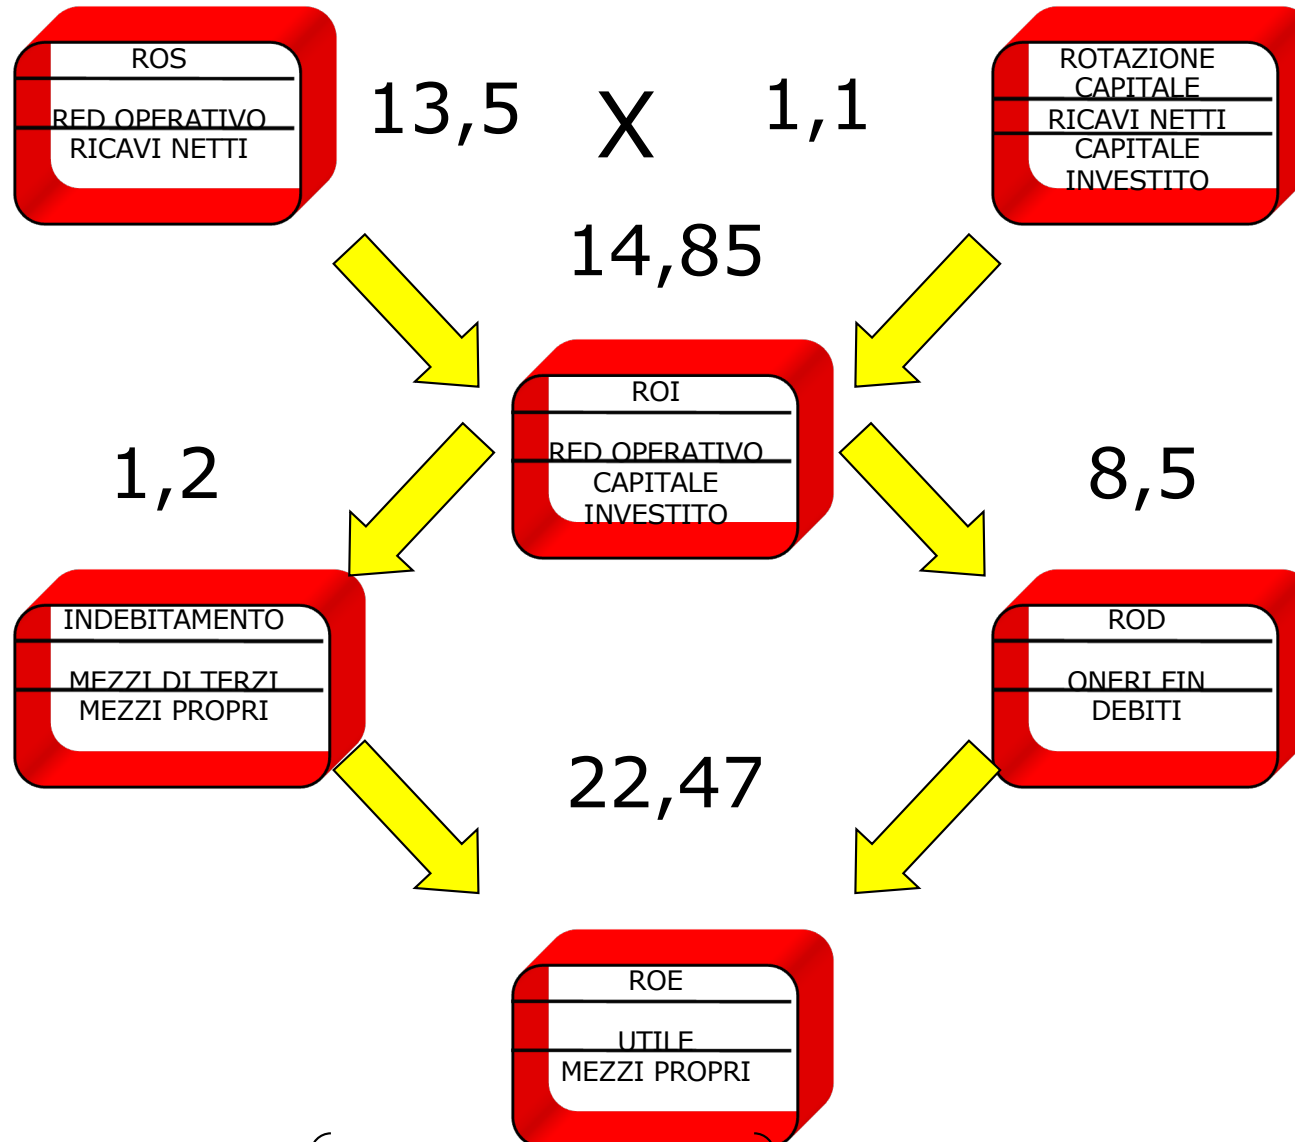 ROS
RED OPERATIVO
RICAVI NETTI
13,5
X
1,1
ROTAZIONE
CAPITALE
RICAVI NETTI
CAPITALE
INVESTITO
14,85
ROI
RED OPERATIVO
CAPITALE
INVESTITO
1,2
8,5
INDEBITAMENTO
MEZZI DI TERZI
MEZZI PROPRI
ROD
ONERI FIN
DEBITI
22,47
ROE
UTILE
MEZZI PROPRI